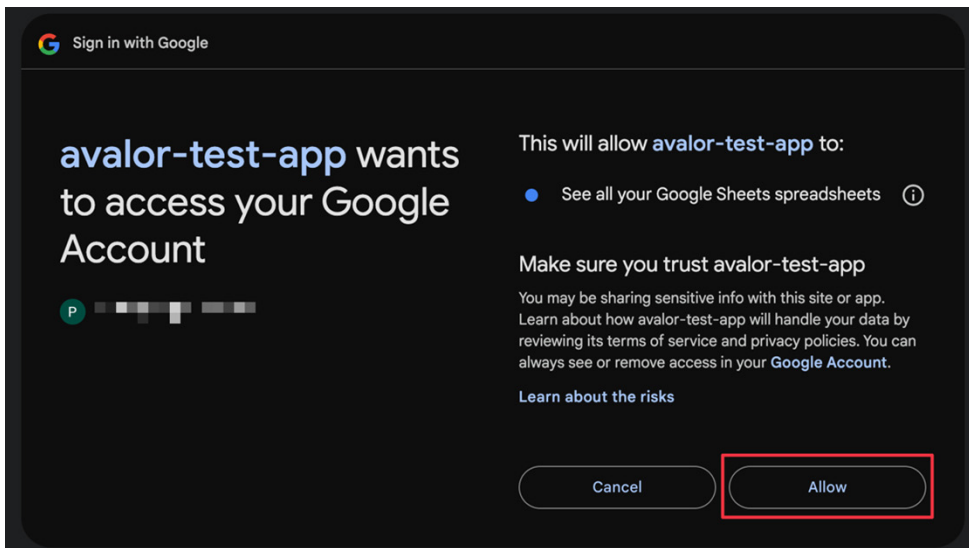 Sign in with Google
avalor-test-app wants
to access your Google
Account
P
This will allow avalor-test-app to:
See all your Google Sheets spreadsheets
Make sure you trust avalor-test-app
You may be sharing sensitive info with this site or app.
Learn about how avalor-test-app will handle your data by
reviewing its terms of service and privacy policies. You can
always see or remove access in your Google Account.
Learn about the risks
Cancel
Allow